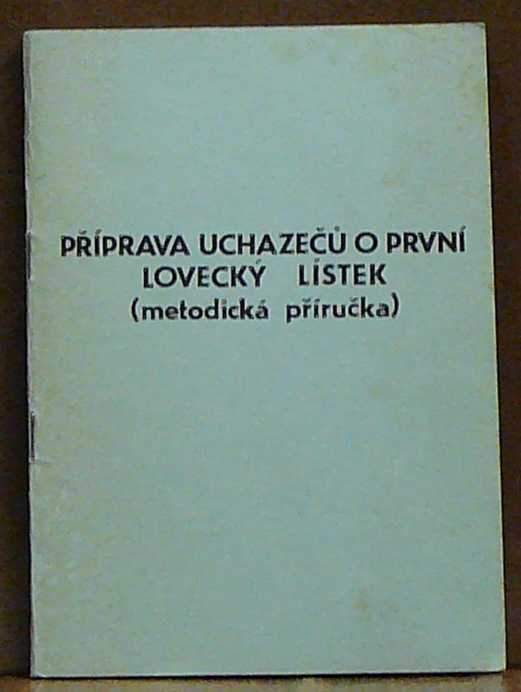 PŘÍPRAVA UCHAZEČŮ O PRVNÍ
LOVECKÝ LÍSTEK
(metodická příručka)